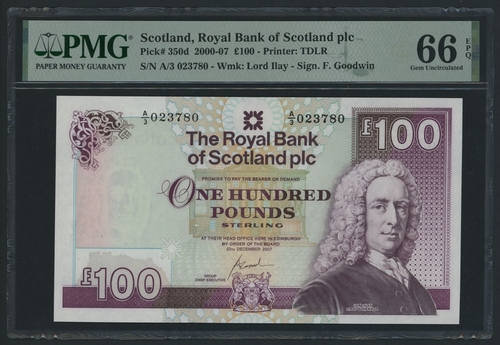 PMG
PAPER MONEY GUARANTY
Scotland, Royal Bank of Scotland plc
Pick# 350d 2000-07 £100 - Printer: TDLR
S/N A/3 023780 - Wmk: Lord Ilay - Sign. F. Goodwin
66 EPQ
Gem Uncirculated
A/3 023780
A/3 023780
£100
The Royal Bank
of Scotland plc
PROMISE TO PAY THE BEARER ON DEMAND
ONE HUNDRED
POUNDS
STERLING
AT THEIR HEAD OFFICE HERE IN EDINBURGH
BY ORDER OF THE BOARD
GROUP
CHIEF EXECUTIVE
£100